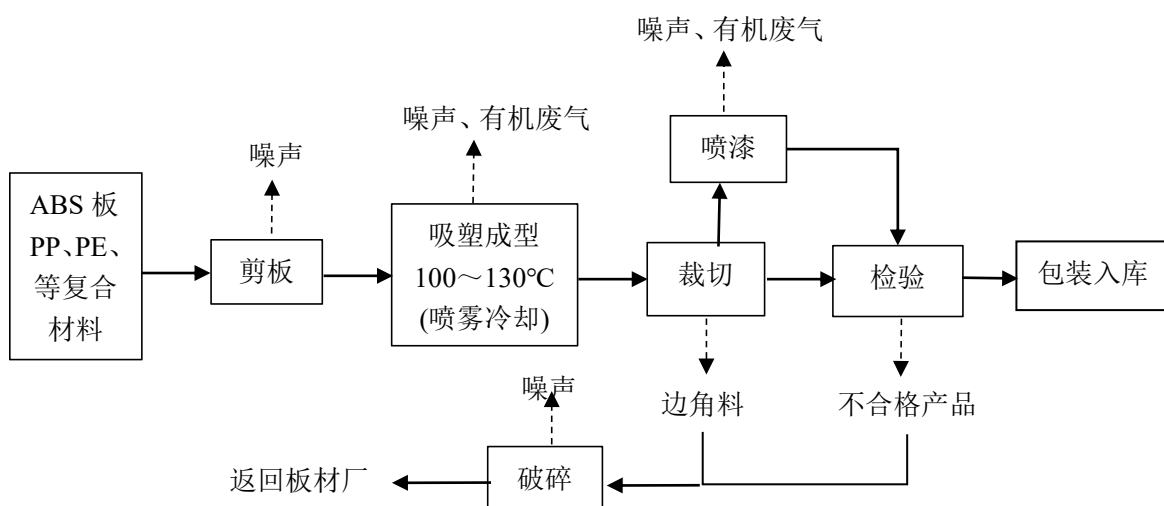 噪声、有机废气
噪声、有机废气
喷漆
噪声
ABS 板
PP、PE、
等复合
材料
剪板
吸塑成型
100～130℃
(喷雾冷却)
裁切
检验
包装入库
噪声
边角料
不合格产品
返回板材厂
破碎